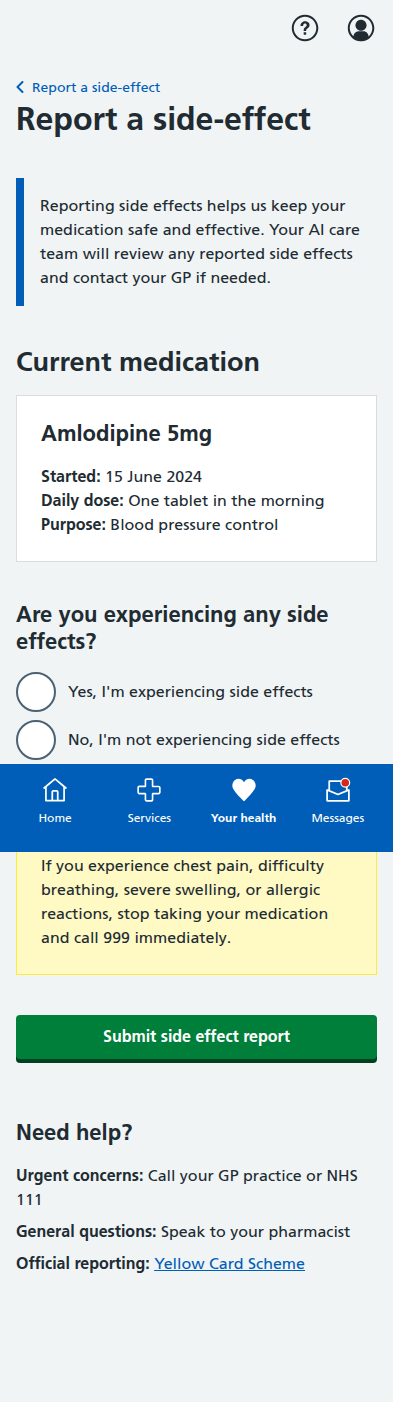 Report a side-effect
Report a side-effect
Reporting side effects helps us keep your
medication safe and effective. Your AI care
team will review any reported side effects
and contact your GP if needed.
Current medication
Amlodipine 5mg
Started: 15 June 2024
Daily dose: One tablet in the morning
Purpose: Blood pressure control
Are you experiencing any side
effects?
Yes, I'm experiencing side effects
No, I'm not experiencing side effects
Home
Services
Your health
Messages
If you experience chest pain, difficulty
breathing, severe swelling, or allergic
reactions, stop taking your medication
and call 999 immediately.
Submit side effect report
Need help?
Urgent concerns: Call your GP practice or NHS
111
General questions: Speak to your pharmacist
Official reporting: Yellow Card Scheme